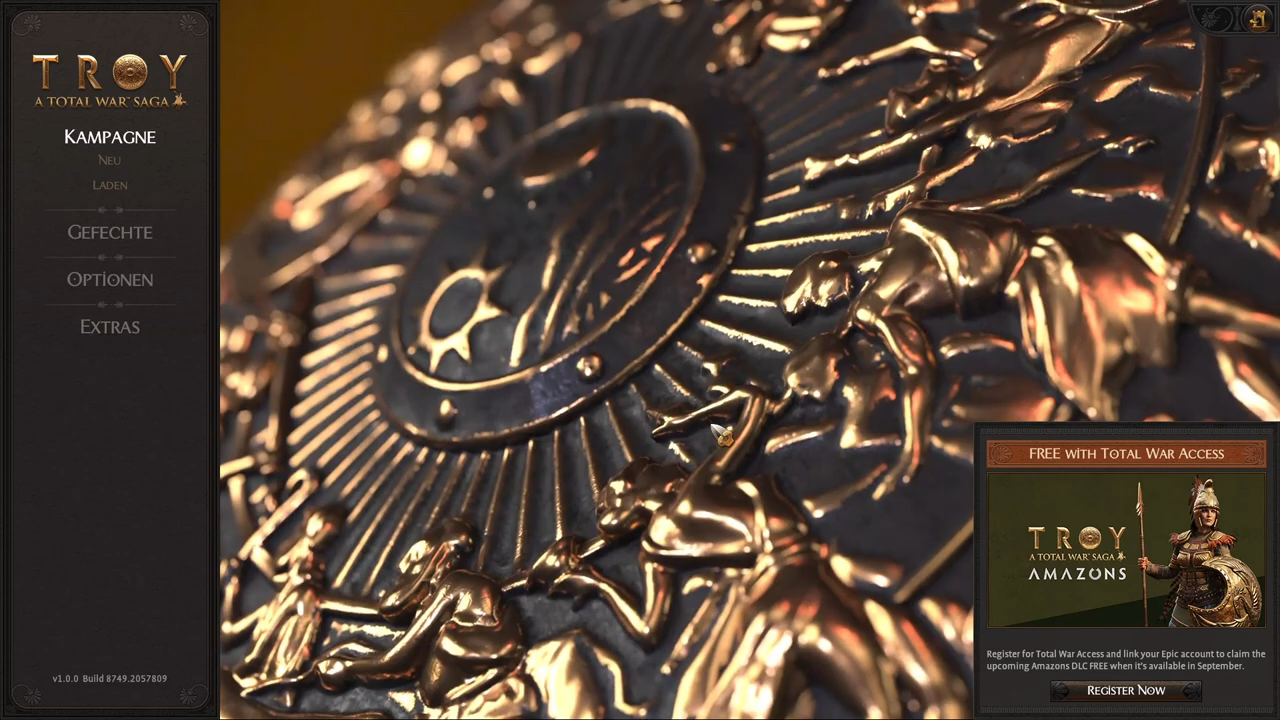 TROY
A TOTAL WAR™ SAGA
KAMPAGNE
NEU
LADEN
GEFECHTE
OPTIONEN
EXTRAS
v1.0.0 Build 8749.2057809
FREE WITH TOTAL WAR ACCESS
TROY
A TOTAL WAR™ SAGA
AMAZONS
Register for Total War Access and link your Epic account to claim the
upcoming Amazons DLC FREE when it's available in September.
REGISTER NOW